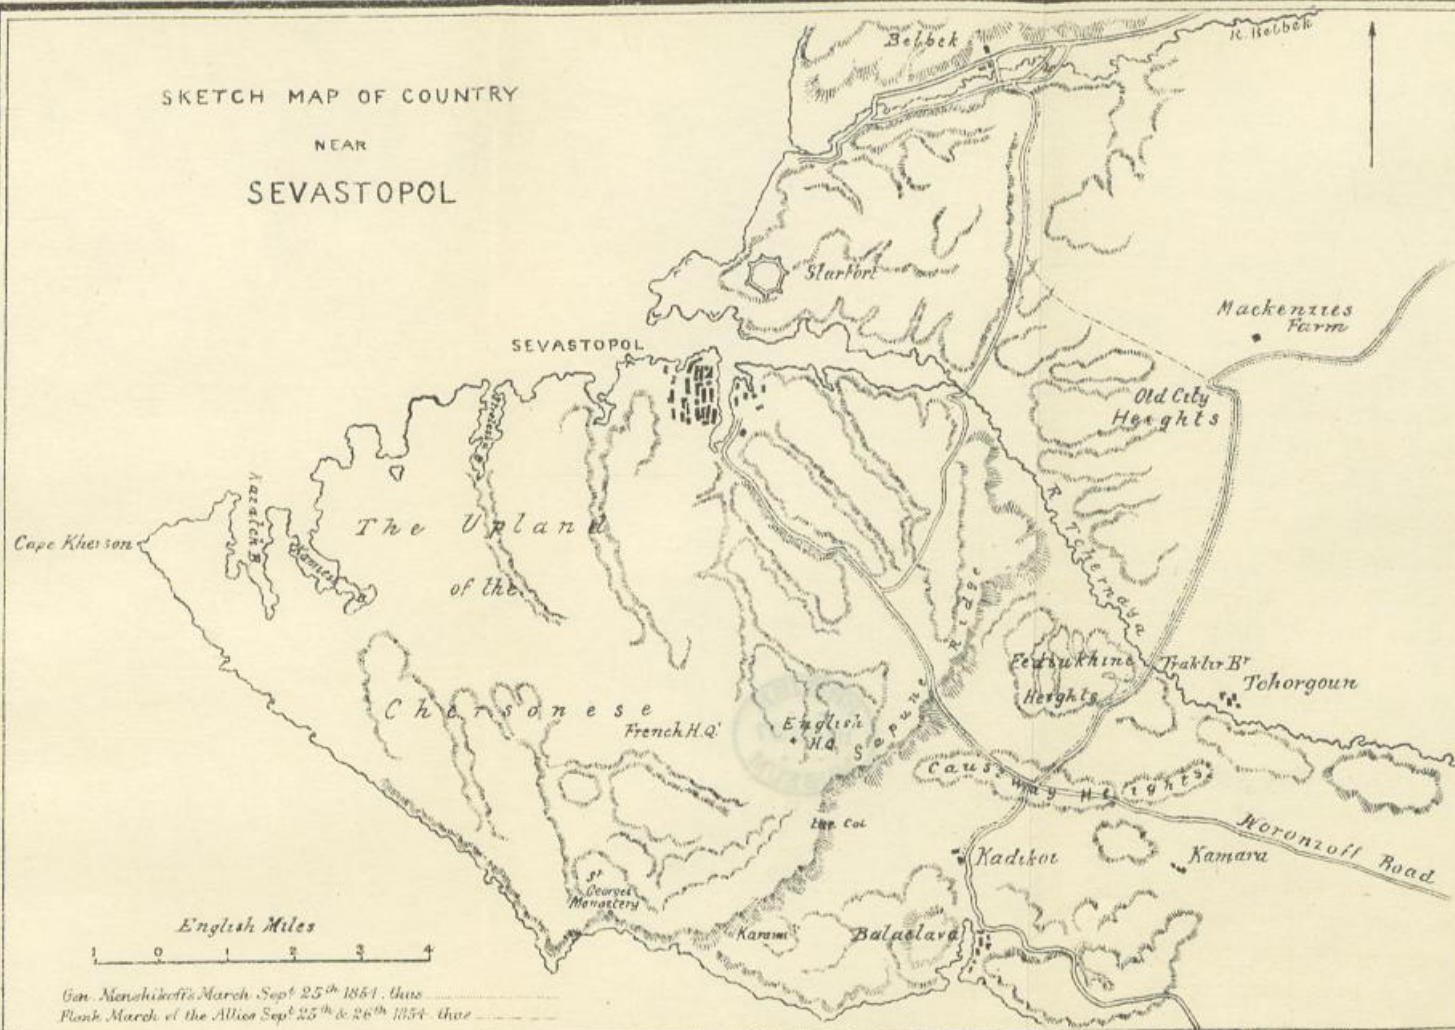 SKETCH MAP OF COUNTRY
NEAR
SEVASTOPOL
Belbek
R. Belbek
Starfort
SEVASTOPOL
Mackenzies
Farm
Old City
Heights
Cape Kherson
The Upland
of the
Chersonese
R. Tchernaya
Sapune Ridge
Fediukhine
Heights
Traktir Br
Tchorgoun
French H.Q.
English
H.Q.
Causeway Heights
the Col
Woronzoff Road
Kadikoi
Kamara
St
Georges
Monastery
Karani
Balaclava
English Miles
1 0 1 2 3 4
Gen. Menshikoff's March Sept 25th 1854. thus
Flank March of the Allies Sept 25th & 26th 1854 thus